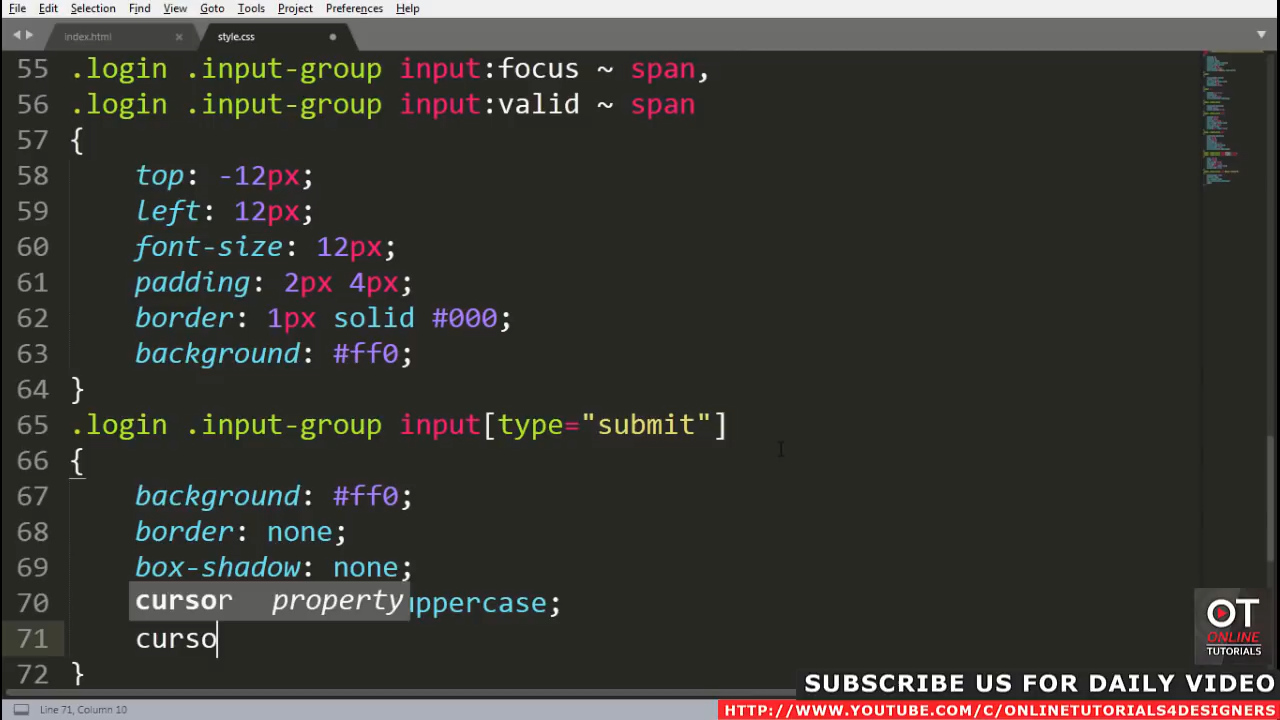 File Edit Selection Find View Goto Tools Project Preferences Help
index.html × style.css
55 .login .input-group input:focus ~ span,
56 .login .input-group input:valid ~ span
57 {
58 top: -12px;
59 left: 12px;
60 font-size: 12px;
61 padding: 2px 4px;
62 border: 1px solid #000;
63 background: #ff0;
64 }
65 .login .input-group input[type="submit"]
66 {
67 background: #ff0;
68 border: none;
69 box-shadow: none;
cursor property
70 uppercase;
71 curso
72 }
OT
ONLINE
TUTORIALS
SUBSCRIBE US FOR DAILY VIDEO
HTTP://WWW.YOUTUBE.COM/C/ONLINETUTORIALS4DESIGNERS
Line 71, Column 10